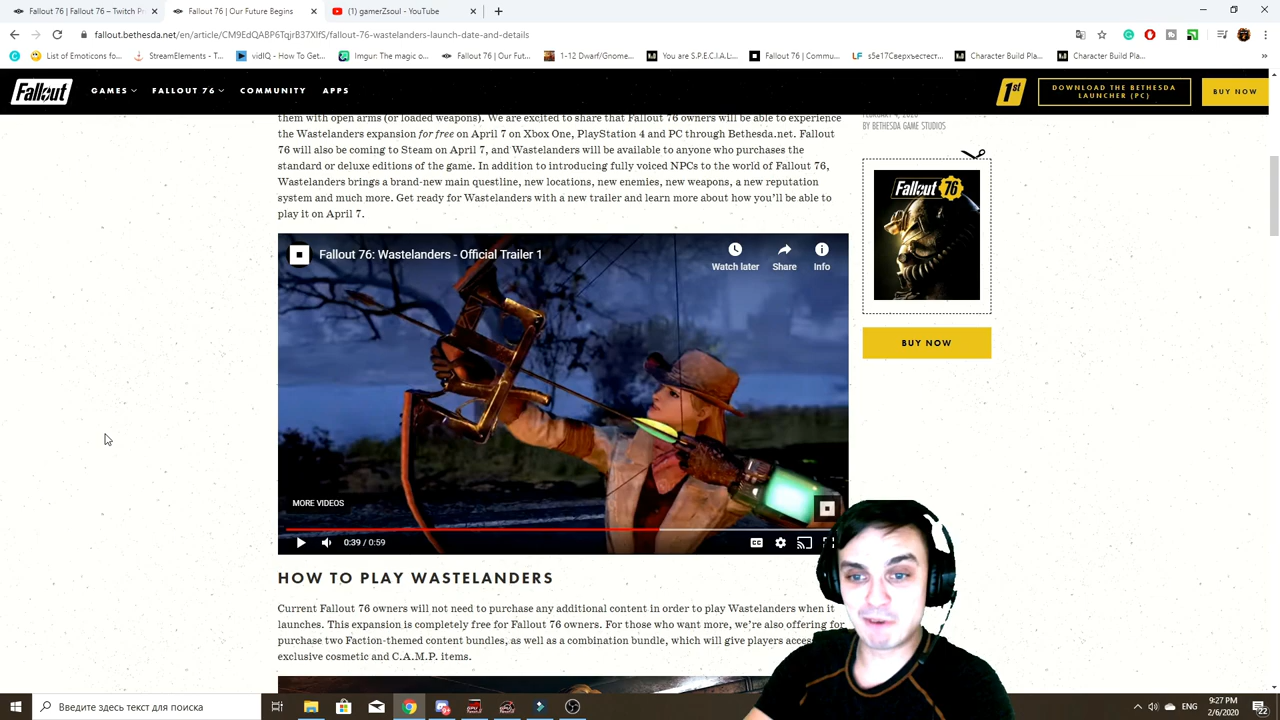 Fallout 76 | Fallout 76 – Twitch P
Fallout 76 | Our Future Begins
(1) gamerZsoul - YouTube
fallout.bethesda.net/en/article/CM9EdQABP6TqjrB37XlfS/fallout-76-wastelanders-launch-date-and-details
List of Emoticons fo...
StreamElements - T...
vidIQ - How To Get...
Imgur: The magic o...
Fallout 76 | Our Fut...
1-12 Dwarf/Gnome...
You are S.P.E.C.I.A.L:...
Fallout 76 | Commu...
s5e17Сверхъестест...
Character Build Pla...
Character Build Pla...
Fallout
GAMES
FALLOUT 76
COMMUNITY
APPS
1st
DOWNLOAD THE BETHESDA
LAUNCHER (PC)
BUY NOW
them with open arms (or loaded weapons). We are excited to share that Fallout 76 owners will be able to experience
the Wastelanders expansion for free on April 7 on Xbox One, PlayStation 4 and PC through Bethesda.net. Fallout
76 will also be coming to Steam on April 7, and Wastelanders will be available to anyone who purchases the
standard or deluxe editions of the game. In addition to introducing fully voiced NPCs to the world of Fallout 76,
Wastelanders brings a brand-new main questline, new locations, new enemies, new weapons, a new reputation
system and much more. Get ready for Wastelanders with a new trailer and learn more about how you'll be able to
play it on April 7.
BY BETHESDA GAME STUDIOS
Fallout 76
BUY NOW
Fallout 76: Wastelanders - Official Trailer 1
Watch later
Share
Info
MORE VIDEOS
0:39 / 0:59
CC
HOW TO PLAY WASTELANDERS
Current Fallout 76 owners will not need to purchase any additional content in order to play Wastelanders when it
launches. This expansion is completely free for Fallout 76 owners. For those who want more, we're also offering for
purchase two Faction-themed content bundles, as well as a combination bundle, which will give players acces
exclusive cosmetic and C.A.M.P. items.
Введите здесь текст для поиска
ENG
9:27 PM
2/6/2020
22